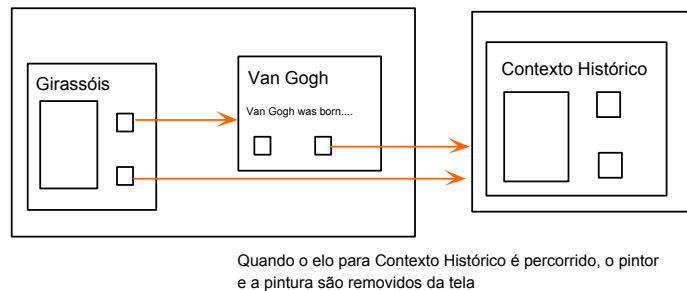 Girassóis
Van Gogh
Van Gogh was born....
Contexto Histórico
Quando o elo para Contexto Histórico é percorrido, o pintor
e a pintura são removidos da tela